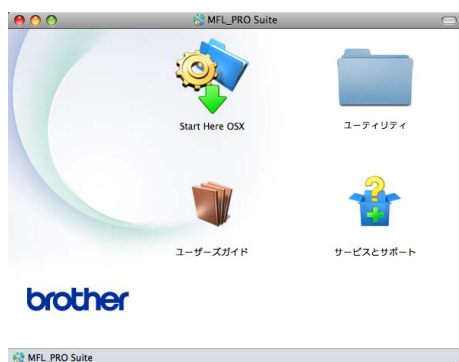 MFL_PRO Suite
Start Here OSX
ユーティリティ
ユーザーズガイド
サービスとサポート
brother
MFL_PRO Suite